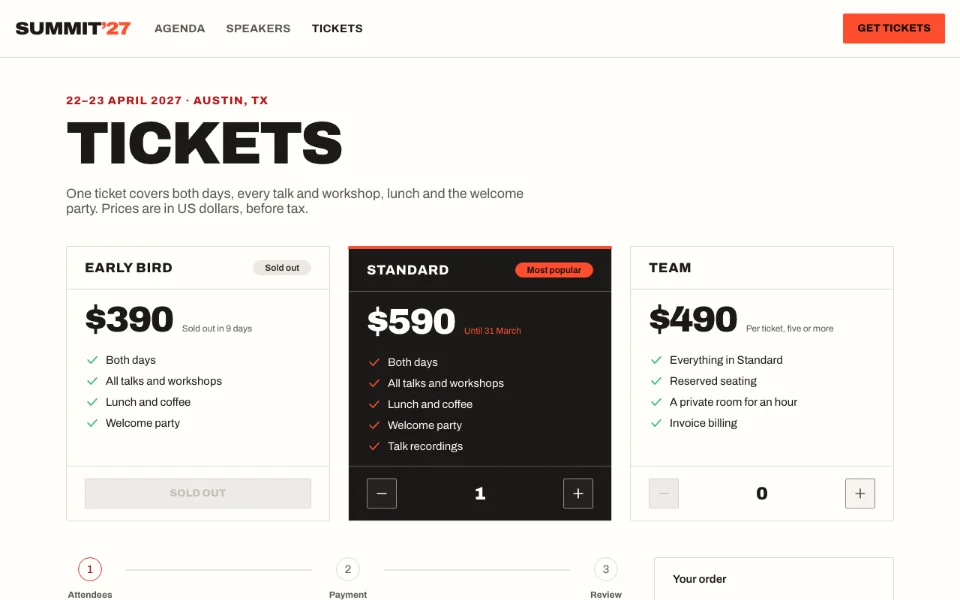 SUMMIT’27
AGENDA
SPEAKERS
TICKETS
GET TICKETS
22–23 APRIL 2027 · AUSTIN, TX
TICKETS
One ticket covers both days, every talk and workshop, lunch and the welcome
party. Prices are in US dollars, before tax.
EARLY BIRD
Sold out
$390
Sold out in 9 days
Both days
All talks and workshops
Lunch and coffee
Welcome party
SOLD OUT
STANDARD
Most popular
$590
Until 31 March
Both days
All talks and workshops
Lunch and coffee
Welcome party
Talk recordings
−
1
+
TEAM
$490
Per ticket, five or more
Everything in Standard
Reserved seating
A private room for an hour
Invoice billing
−
0
+
1
Attendees
2
Payment
3
Review
Your order